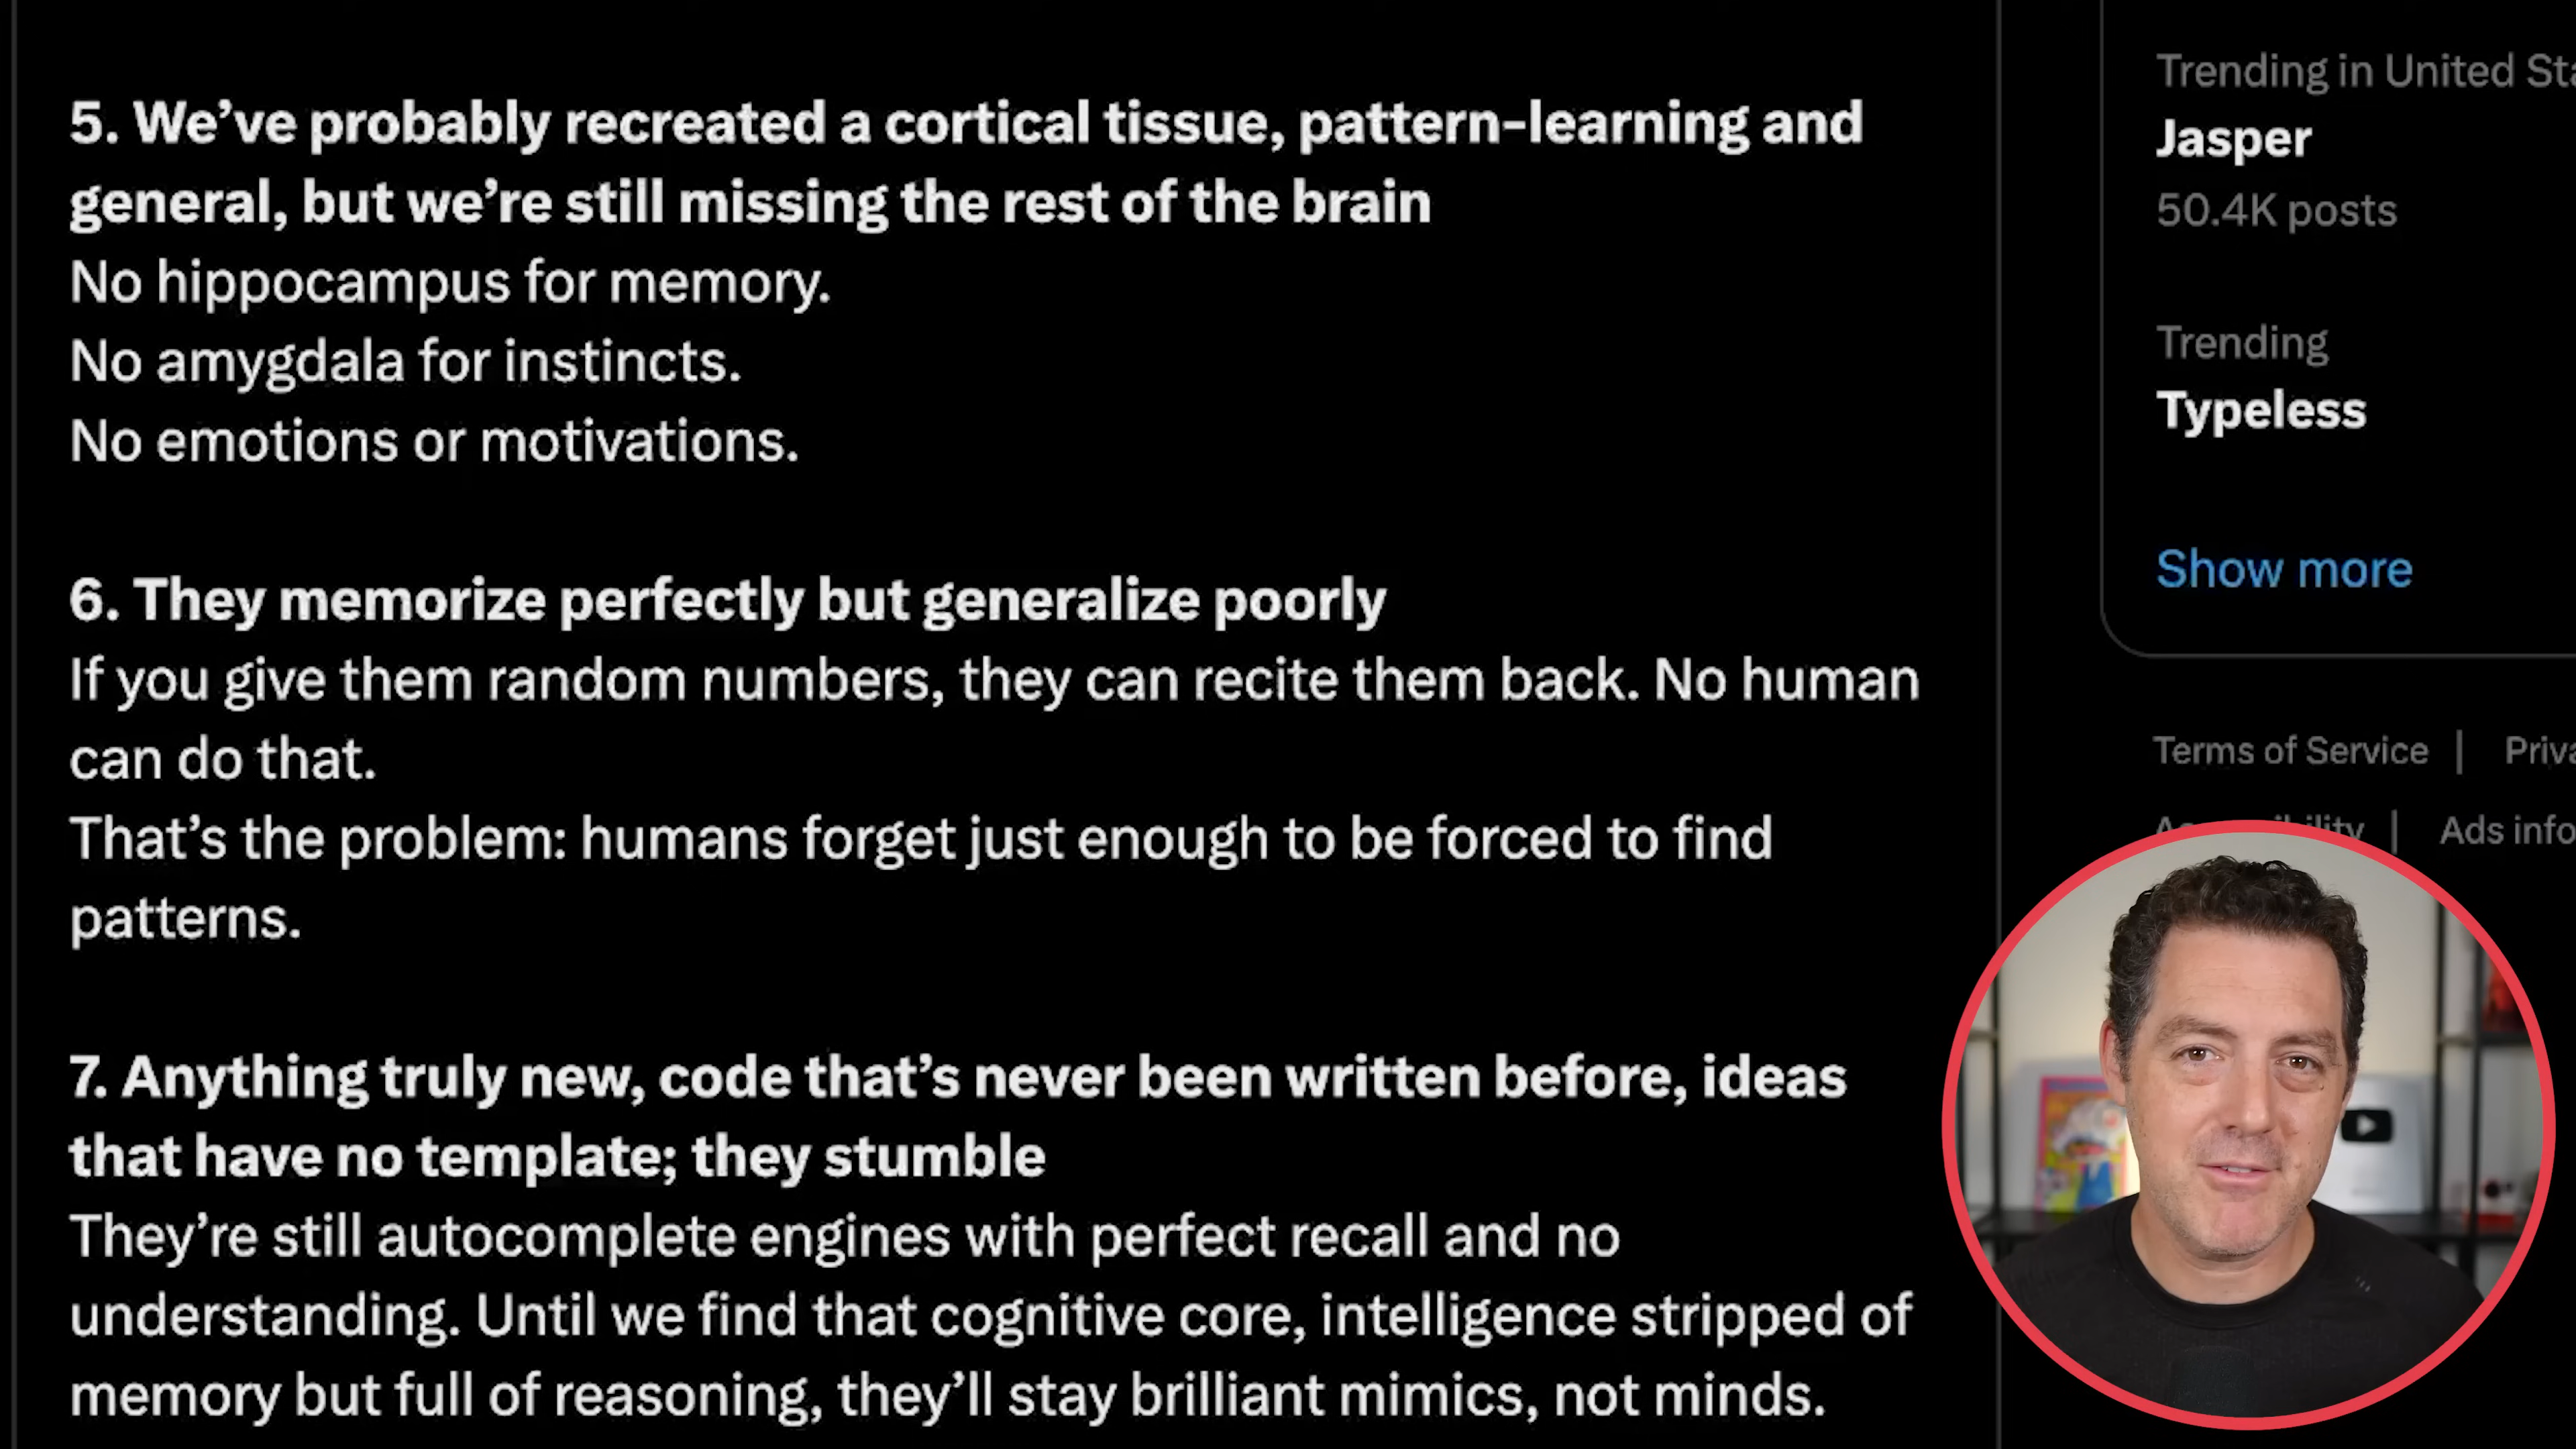 5. We’ve probably recreated a cortical tissue, pattern-learning and
general, but we’re still missing the rest of the brain
No hippocampus for memory.
No amygdala for instincts.
No emotions or motivations.
6. They memorize perfectly but generalize poorly
If you give them random numbers, they can recite them back. No human
can do that.
That’s the problem: humans forget just enough to be forced to find
patterns.
7. Anything truly new, code that’s never been written before, ideas
that have no template; they stumble
They’re still autocomplete engines with perfect recall and no
understanding. Until we find that cognitive core, intelligence stripped of
memory but full of reasoning, they’ll stay brilliant mimics, not minds.
Trending in United Sta
Jasper
50.4K posts
Trending
Typeless
Show more
Terms of Service | Priva
| Ads info